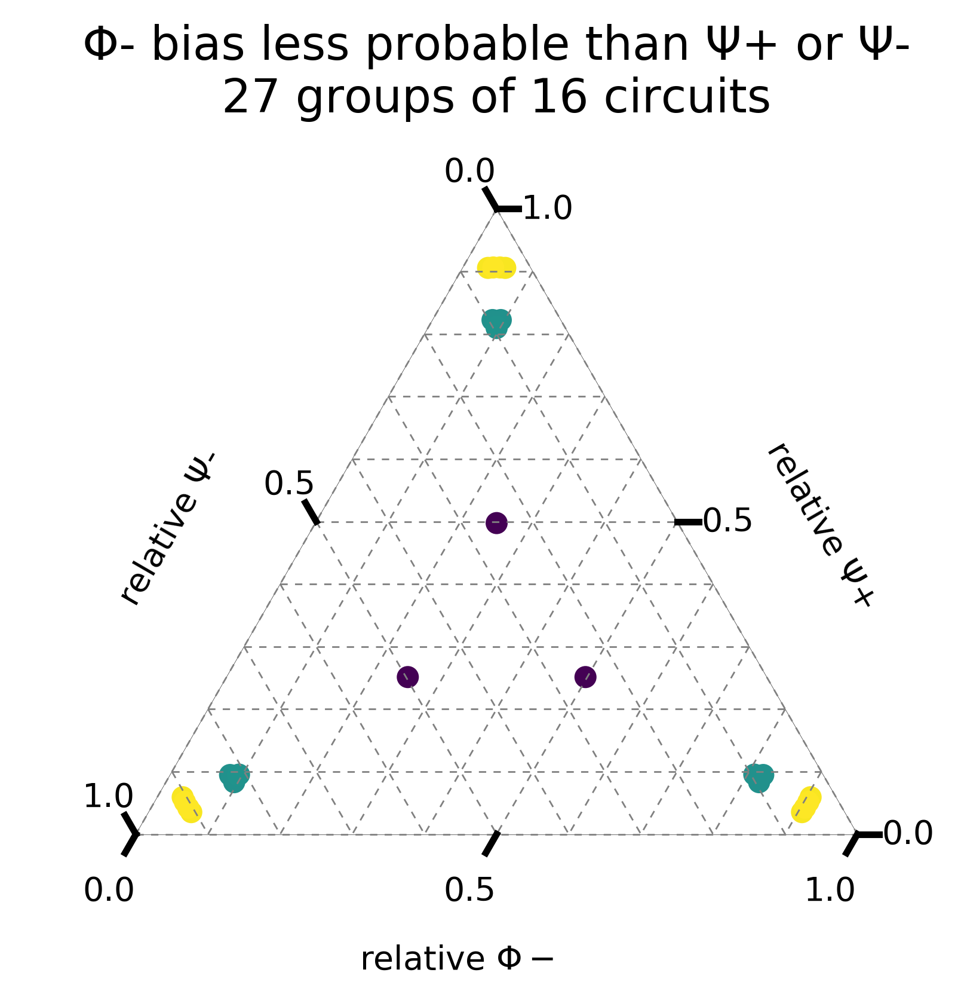 Φ- bias less probable than Ψ+ or Ψ-
27 groups of 16 circuits
0.0
1.0
relative Ψ-
relative Ψ+
0.5
0.5
1.0
0.0
0.0
0.5
1.0
relative Φ −